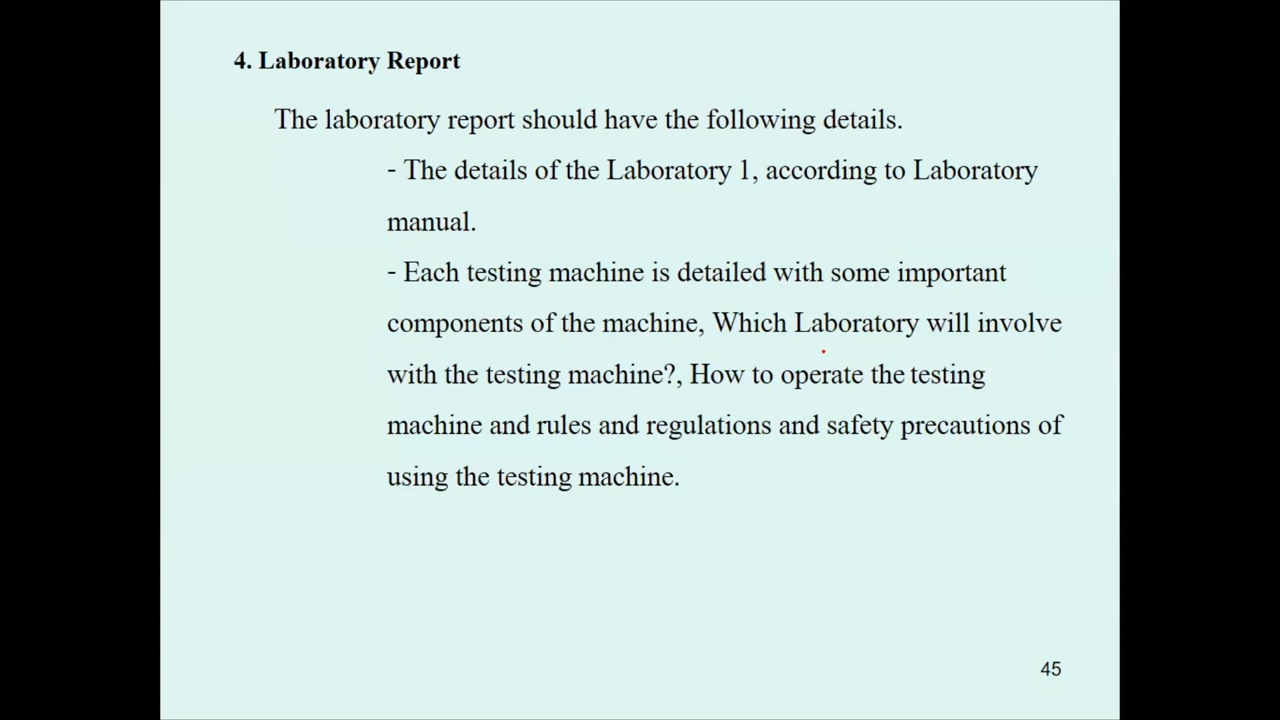 4. Laboratory Report
The laboratory report should have the following details.
- The details of the Laboratory 1, according to Laboratory
manual.
- Each testing machine is detailed with some important
components of the machine, Which Laboratory will involve
with the testing machine?, How to operate the testing
machine and rules and regulations and safety precautions of
using the testing machine.
45